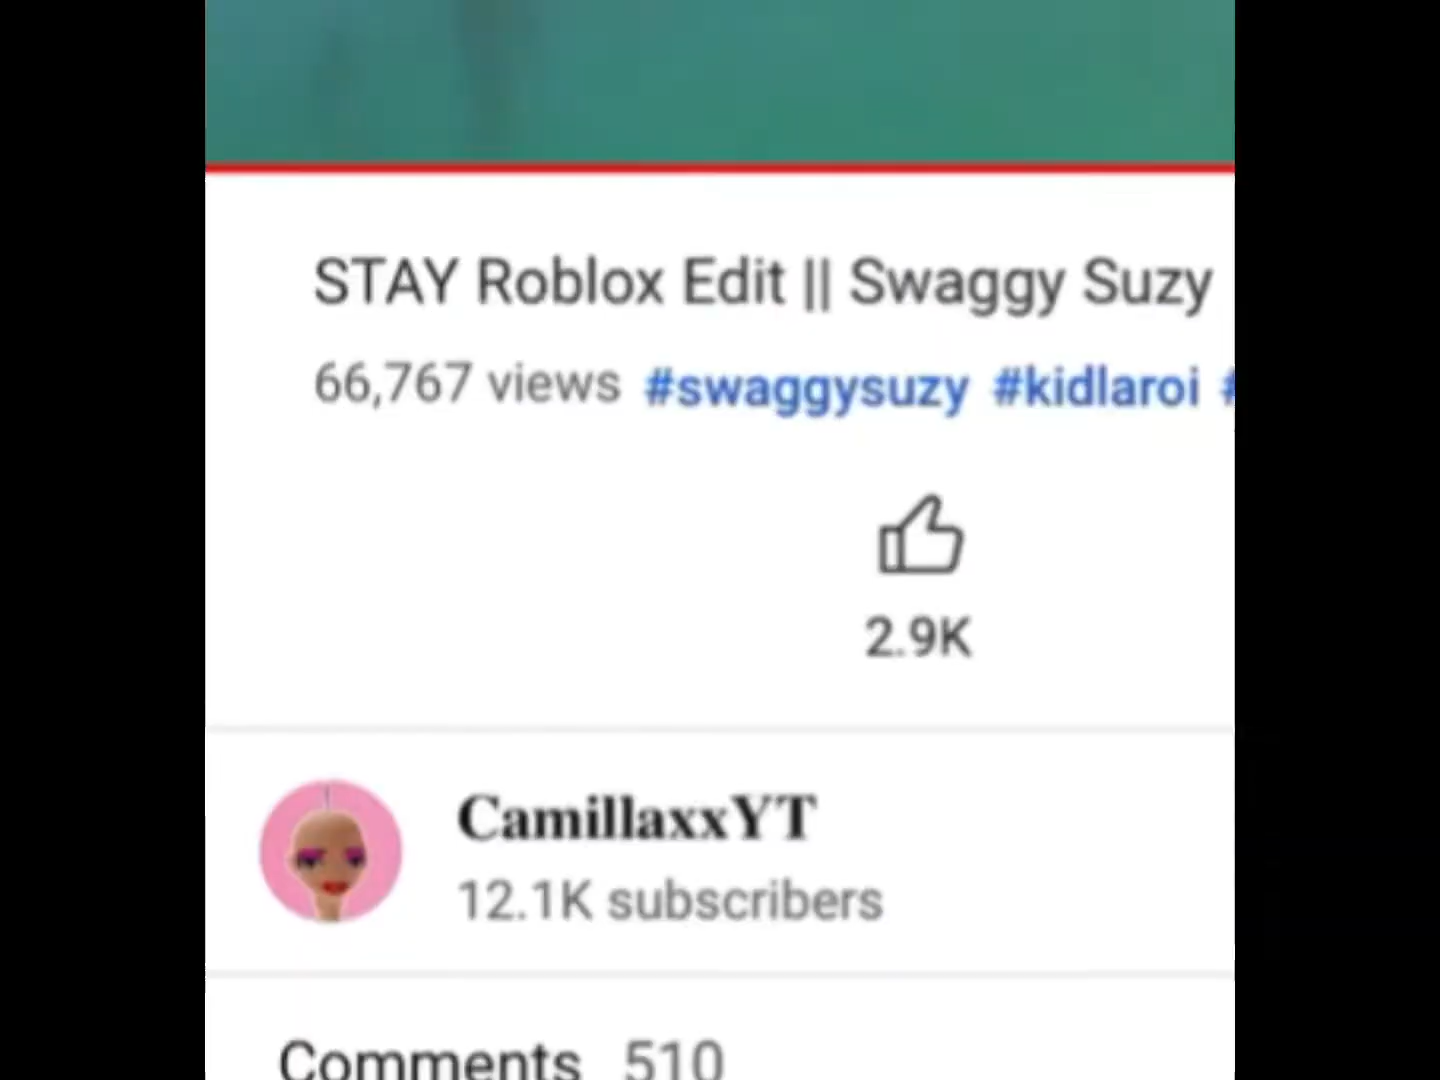 STAY Roblox Edit || Swaggy Suzy
66,767 views #swaggysuzy #kidlaroi #
2.9K
CamillaxxYT
12.1K subscribers
Comments 510